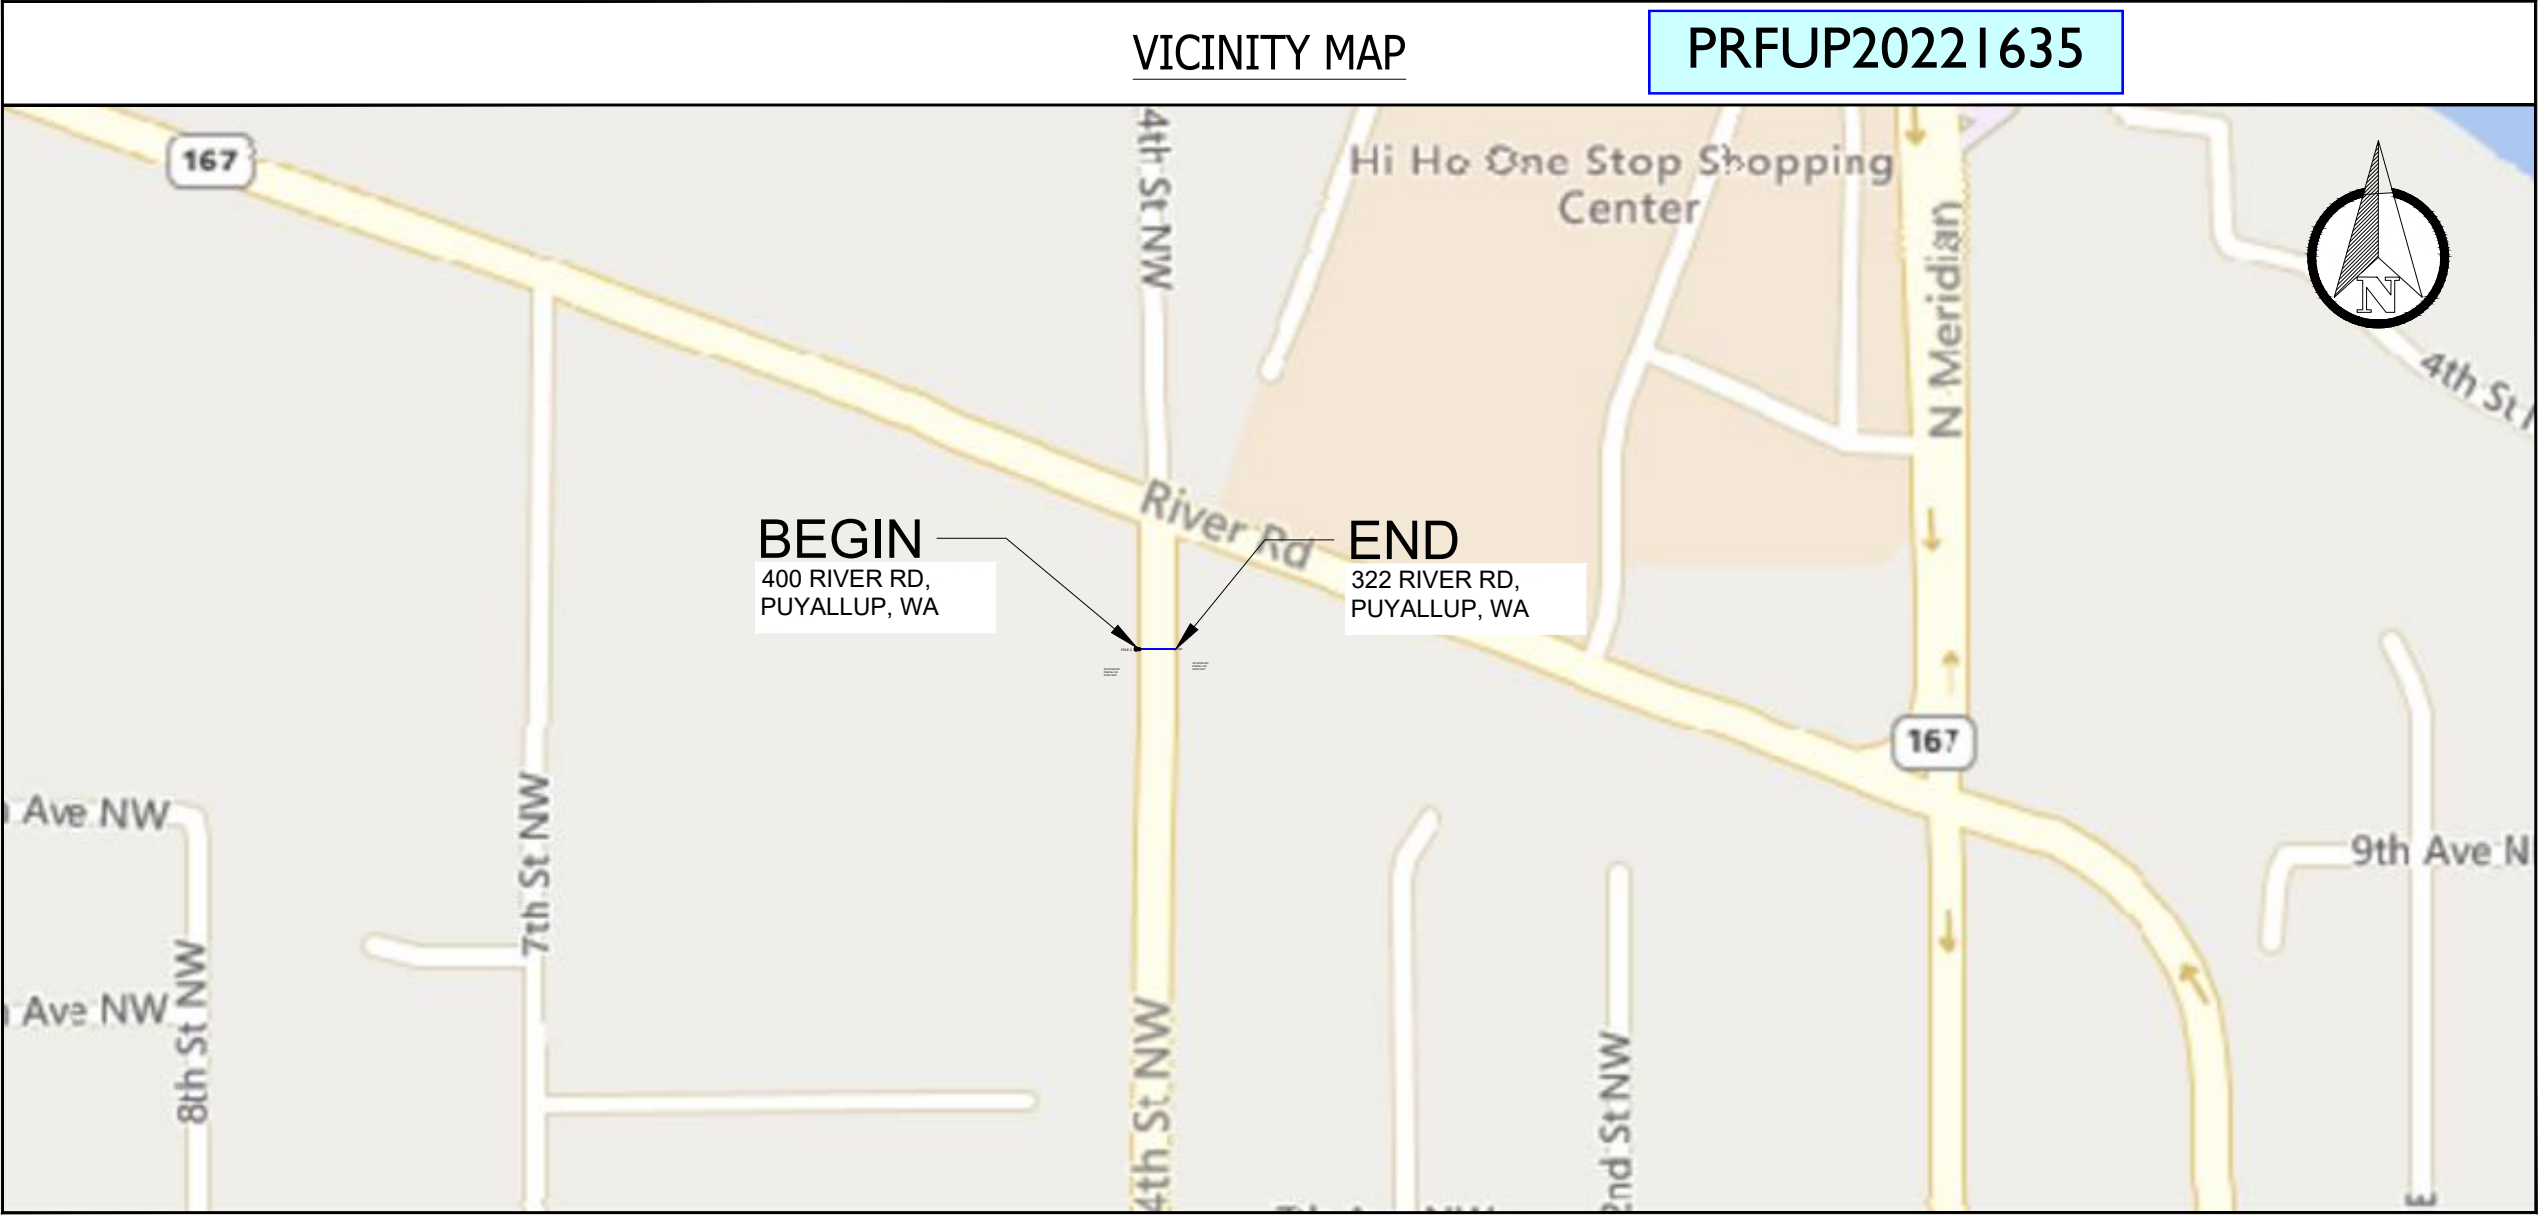 VICINITY MAP
PRFUP20221635
167
4th St NW
Hi Ho One Stop Shopping
Center
N Meridian
N
4th St
River Rd
BEGIN
400 RIVER RD,
PUYALLUP, WA
END
322 RIVER RD,
PUYALLUP, WA
167
Ave NW
7th St NW
9th Ave N
Ave NW
8th St NW
4th St NW
2nd St NW
E